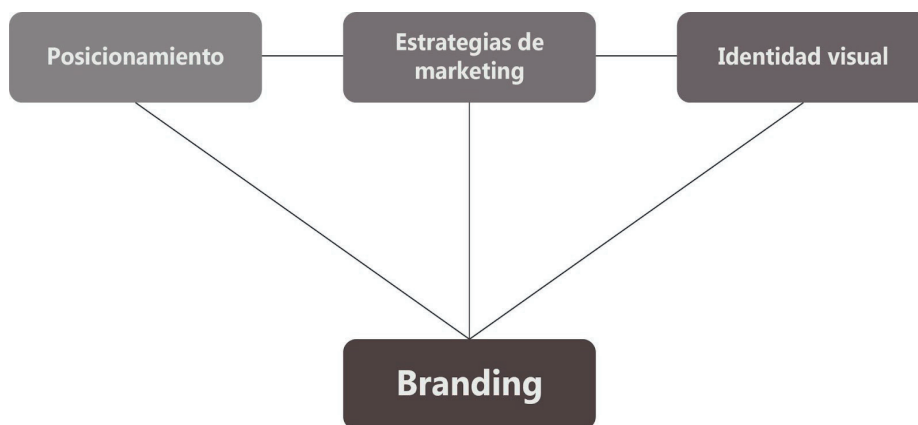 Posicionamiento
Estrategias de
marketing
Identidad visual
Branding